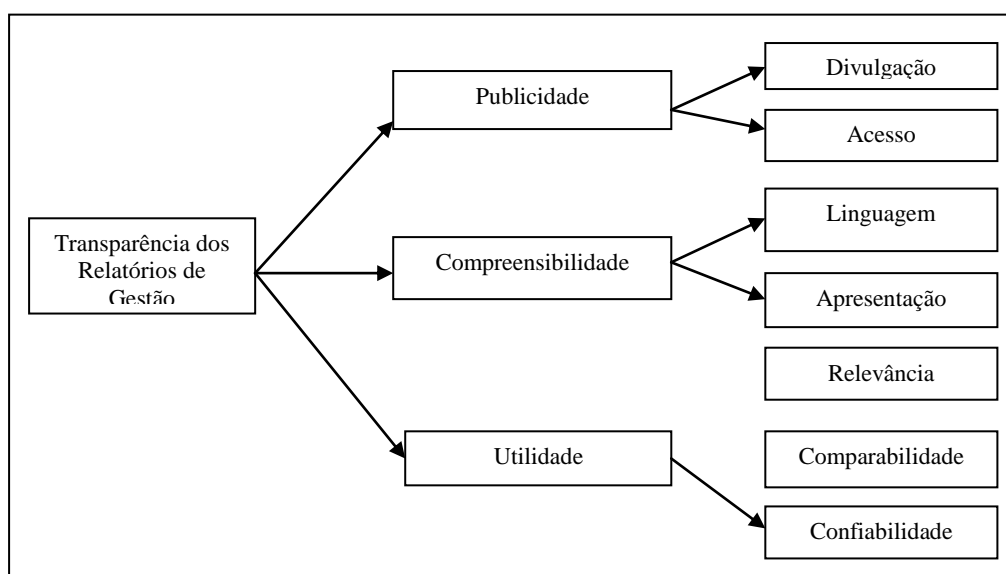 Transparência dos
Relatórios de
Gestão
Publicidade
Divulgação
Acesso
Compreensibilidade
Linguagem
Apresentação
Utilidade
Relevância
Comparabilidade
Confiabilidade